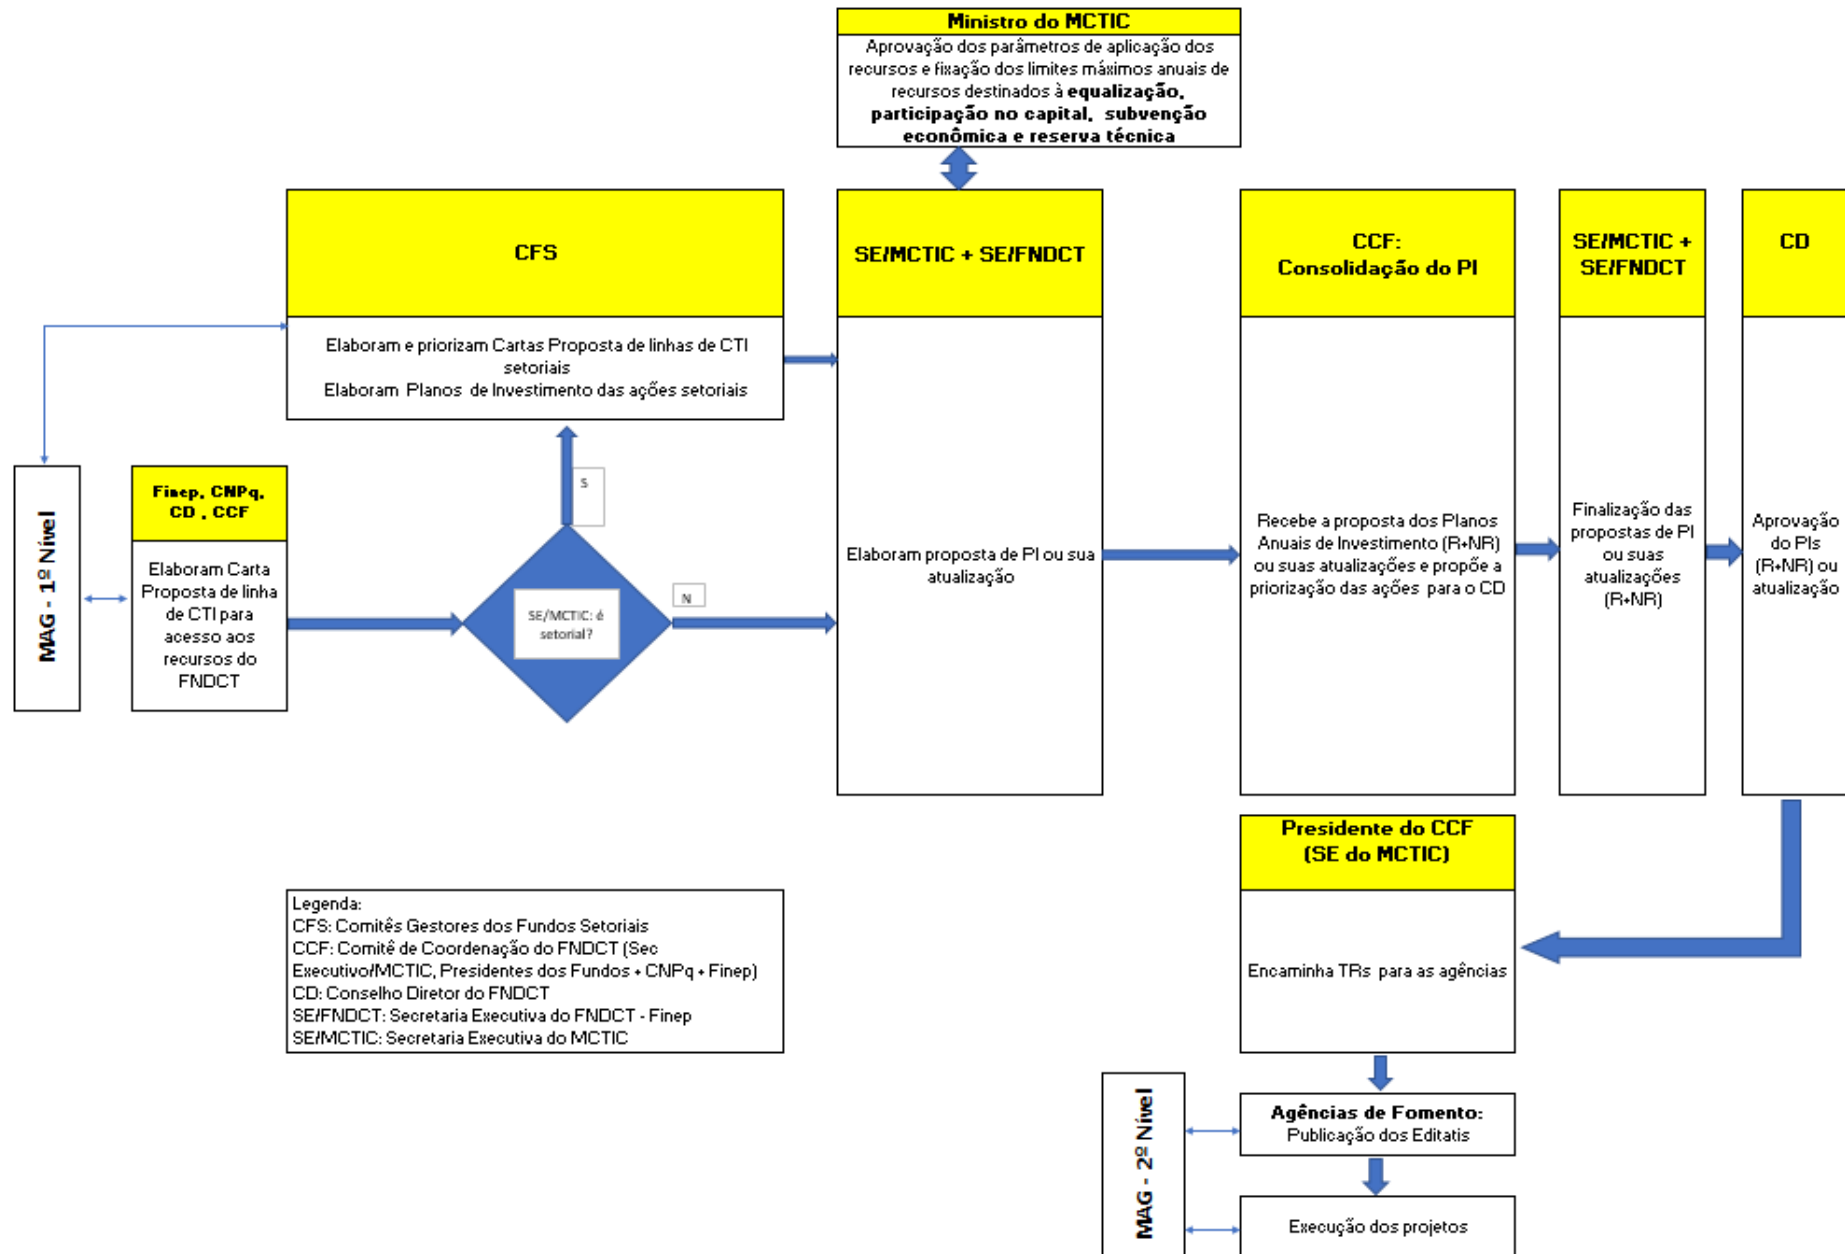 Ministro do MCTIC
Aprovação dos parâmetros de aplicação dos
recursos e fixação dos limites máximos anuais de
recursos destinados à equalização,
participação no capital, subvenção
econômica e reserva técnica
CFS
Elaboram e priorizam Cartas Proposta de linhas de CTI
setoriais
Elaboram Planos de Investimento das ações setoriais
SE/MCTIC + SE/FNDCT
Elaboram proposta de PI ou sua
atualização
CCF:
Consolidação do PI
Recebe a proposta dos Planos
Anuais de Investimento (R+NR)
ou suas atualizações e propõe a
priorização das ações para o CD
SE/MCTIC +
SE/FNDCT
Finalização das
propostas de PI
ou suas
atualizações
(R+NR)
CD
Aprovação
do PIs
(R+NR) ou
atualização
MAG - 1º Nível
Finep, CNPq,
CD , CCF
Elaboram Carta
Proposta de linha
de CTI para
acesso aos
recursos do
FNDCT
S
SE/MCTIC: é
setorial?
N
Presidente do CCF
(SE do MCTIC)
Encaminha TRs para as agências
Legenda:
CFS: Comitês Gestores dos Fundos Setoriais
CCF: Comitê de Coordenação do FNDCT (Sec
Executivo/MCTIC, Presidentes dos Fundos + CNPq + Finep)
CD: Conselho Diretor do FNDCT
SE/FNDCT: Secretaria Executiva do FNDCT - Finep
SE/MCTIC: Secretaria Executiva do MCTIC
MAG - 2º Nível
Agências de Fomento:
Publicação dos Editatis
Execução dos projetos